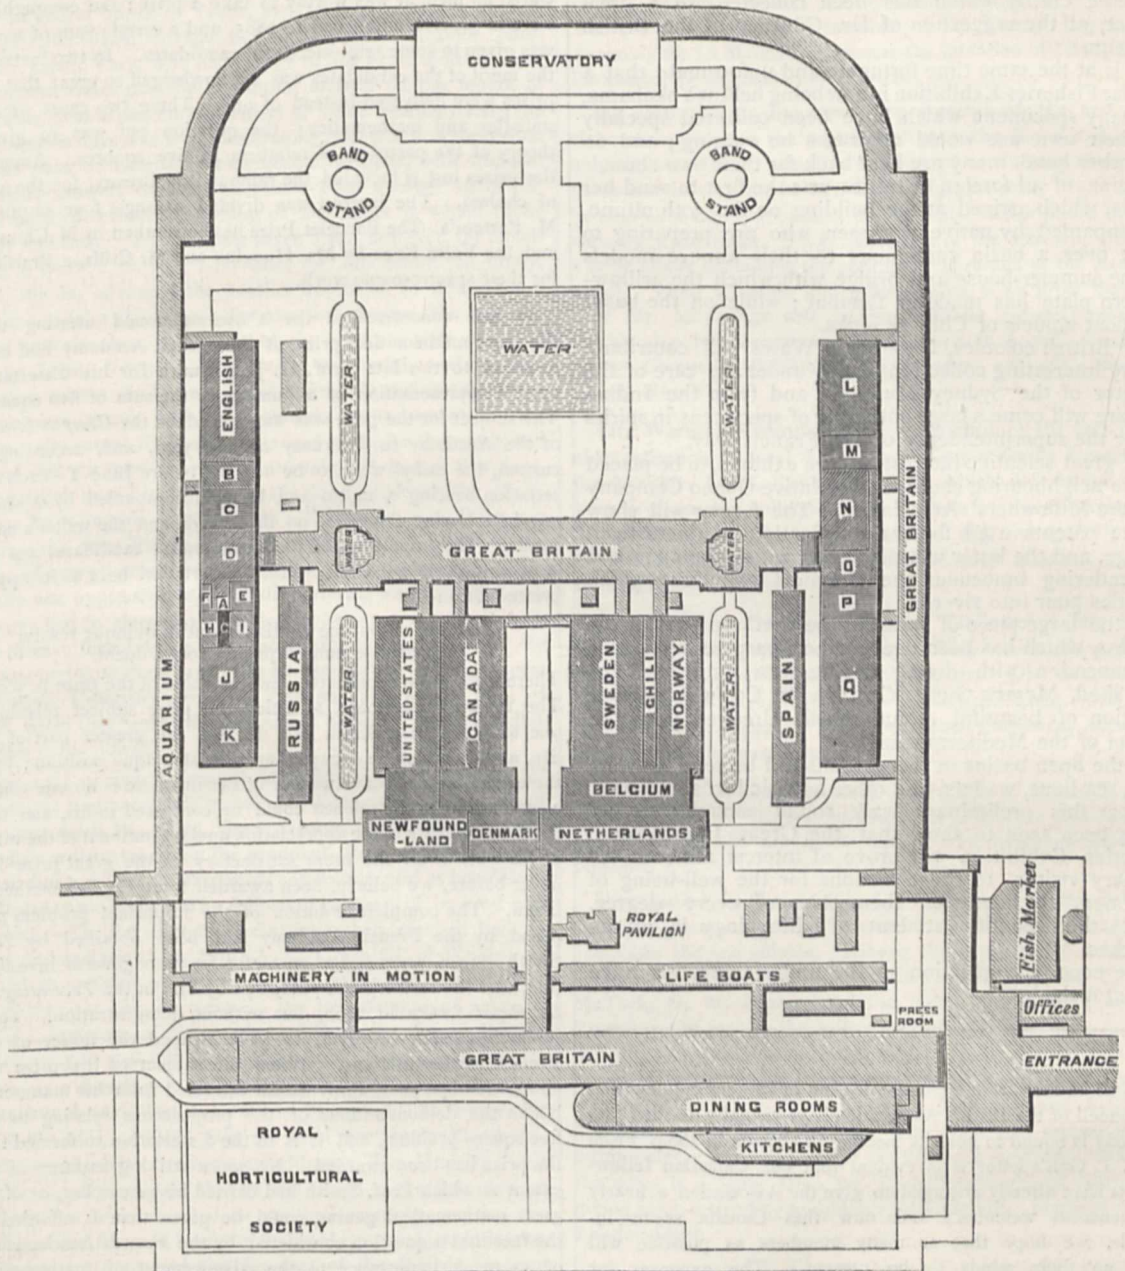 CONSERVATORY
BAND
STAND
BAND
STAND
WATER
WATER
WATER
ENGLISH
B
C
D
F
A
E
H
G
I
J
K
L
M
N
O
P
Q
GREAT BRITAIN
AQUARIUM
WATER
GREAT BRITAIN
WATER
RUSSIA
WATER
UNITED STATES
CANADA
SWEDEN
CHILI
NORWAY
WATER
SPAIN
BELGIUM
NEWFOUND
-LAND
DENMARK
NETHERLANDS
ROYAL
PAVILION
Fish Market
MACHINERY IN MOTION
LIFE BOATS
PRESS
ROOM
Offices
GREAT BRITAIN
ENTRANCE
DINING ROOMS
KITCHENS
ROYAL
HORTICULTURAL
SOCIETY